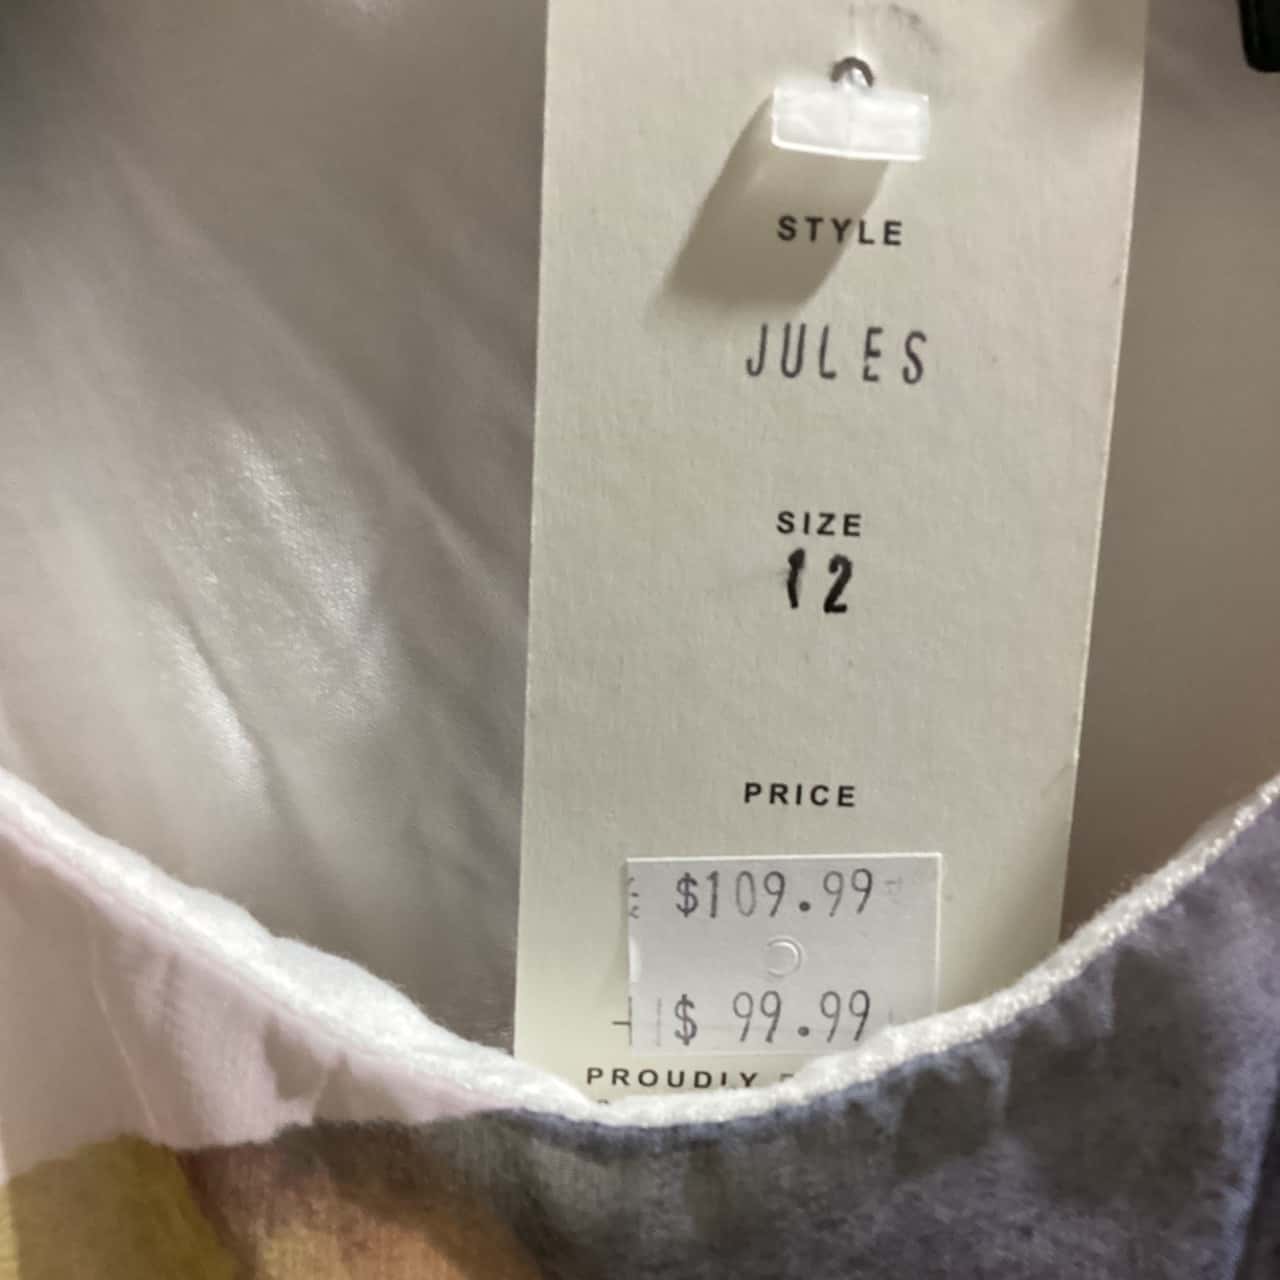 STYLE
JULES
SIZE
12
PRICE
$109.99
$ 99.99
PROUDLY